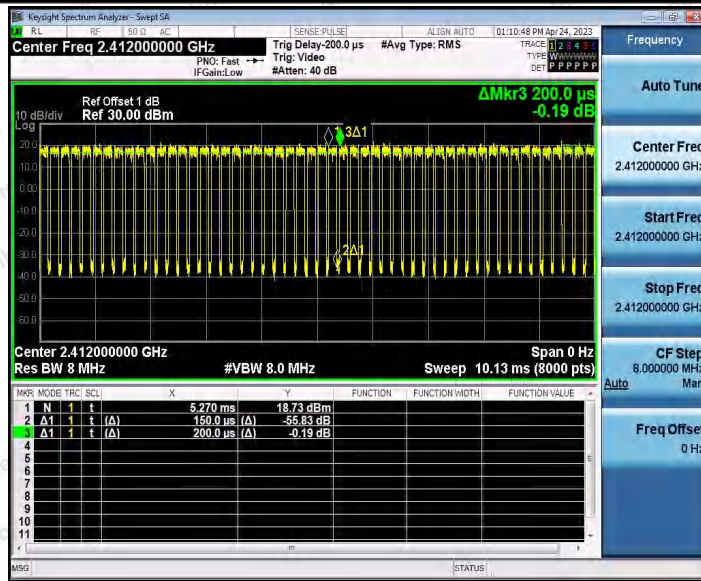 Keysight Spectrum Analyzer - Swept SA
RL RF 50 Ω AC SENSE:PULSE ALIGN AUTO 01:10:48 PM Apr 24, 2023
Center Freq 2.412000000 GHz
PNO: Fast
IFGain:Low
Trig Delay-200.0 µs
Trig: Video
#Atten: 40 dB
#Avg Type: RMS
TRACE 1 2 3 4 5 6
TYPE W
DET P P P P P P
Frequency
ΔMkr3 200.0 µs
-0.19 dB
Ref Offset 1 dB
10 dB/div Ref 30.00 dBm
Log
20.0
10.0
0.00
-10.0
-20.0
-30.0
-40.0
-50.0
-60.0
3Δ1
2Δ1
Center 2.412000000 GHz Span 0 Hz
Res BW 8 MHz #VBW 8.0 MHz Sweep 10.13 ms (8000 pts)
MKR MODE TRC SCL X Y FUNCTION FUNCTION WIDTH FUNCTION VALUE
1 N 1 t 5.270 ms 18.73 dBm
2 Δ1 1 t (Δ) 150.0 µs (Δ) -55.83 dB
3 Δ1 1 t (Δ) 200.0 µs (Δ) -0.19 dB
4
5
6
7
8
9
10
11
MSG STATUS
Auto Tune
Center Freq
2.412000000 GHz
Start Freq
2.412000000 GHz
Stop Freq
2.412000000 GHz
CF Step
8.000000 MHz
Auto Man
Freq Offset
0 Hz